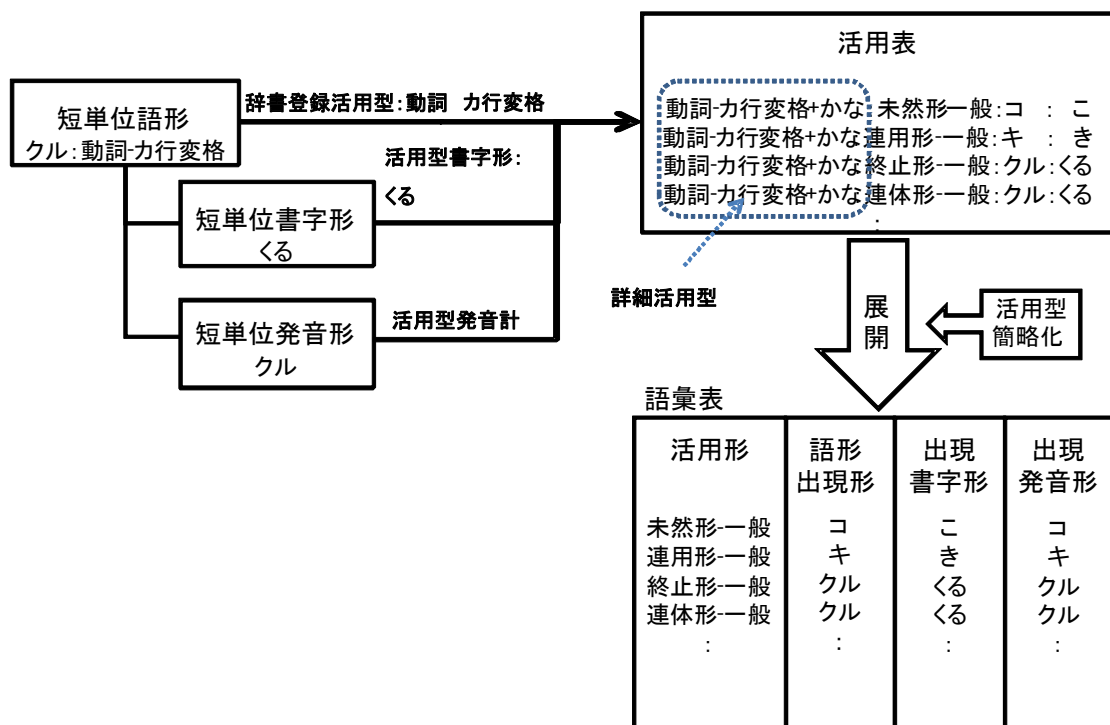 短単位語形
クル:動詞-カ行変格
辞書登録活用型:動詞 カ行変格
活用型書字形:
くる
短単位書字形
くる
活用型発音計
短単位発音形
クル
活用表
動詞-カ行変格+かな 未然形-一般:コ : こ
動詞-カ行変格+かな 連用形-一般:キ : き
動詞-カ行変格+かな 終止形-一般:クル:くる
動詞-カ行変格+かな 連体形-一般:クル:くる
:
詳細活用型
展開
活用型
簡略化
語彙表
活用形 語形出現形 出現書字形 出現発音形
未然形-一般 コ こ コ
連用形-一般 キ き キ
終止形-一般 クル くる クル
連体形-一般 クル くる クル
: : : :